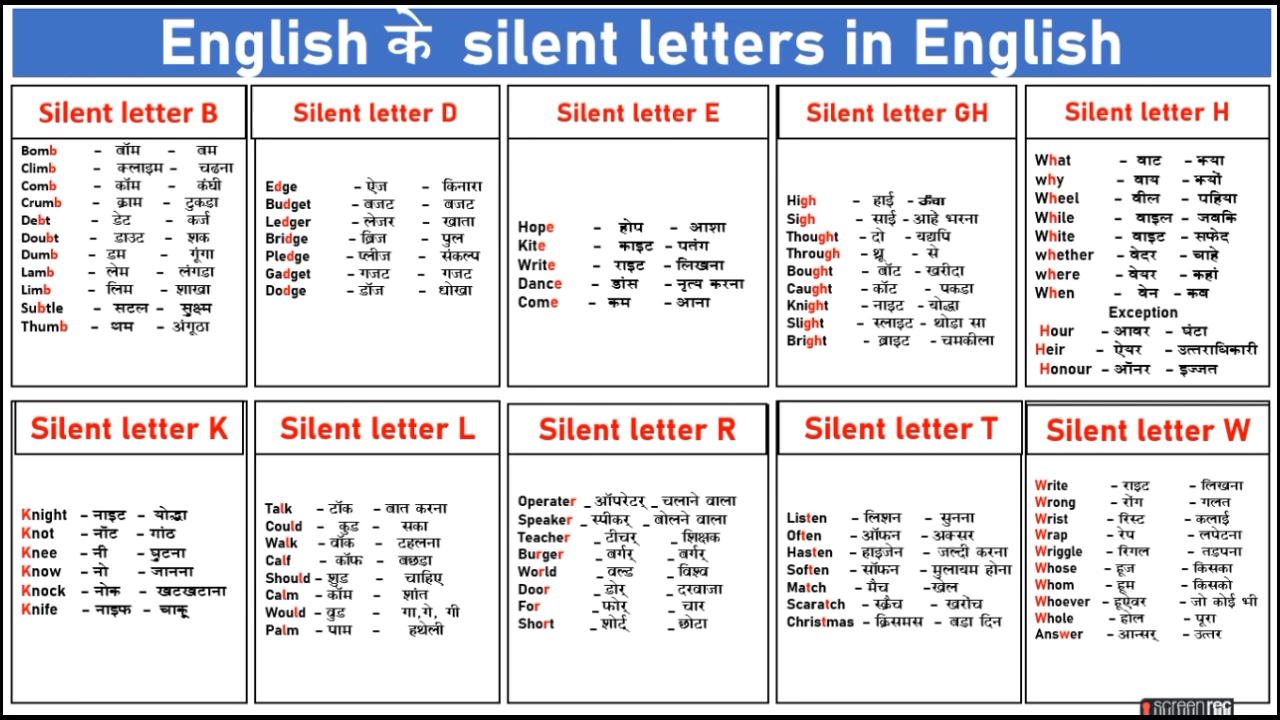 English के silent letters in English
Silent letter B
Bomb - बॉम - बम
Climb - क्लाइम - चढना
Comb - कॉम - कंघी
Crumb - क्राम - टुकड़ा
Debt - डेट - कर्ज
Doubt - डाउट - शक
Dumb - डम - गूंगा
Lamb - लेम - लंगडा
Limb - लिम - शाखा
Subtle - सटल - सुक्ष्म
Thumb - थम - अंगूठा
Silent letter D
Edge - ऐज - किनारा
Budget - बजट - बजट
Ledger - लेजर - खाता
Bridge - ब्रिज - पुल
Pledge - प्लीज - संकल्प
Gadget - गजट - गजट
Dodge - डॉज - धोखा
Silent letter E
Hope - होप - आशा
Kite - काइट - पतंग
Write - राइट - लिखना
Dance - डांस - नृत्य करना
Come - कम - आना
Silent letter GH
High - हाई - ऊँचा
Sigh - साई - आहे भरना
Thought - दो - यद्यपि
Through - थ्रू - से
Bought - बॉट - खरीदा
Caught - कॉट - पकडा
Knight - नाइट - योद्धा
Slight - स्लाइट - थोडा सा
Bright - ब्राइट - चमकीला
Silent letter H
What - वाट - क्या
why - वाय - क्यों
Wheel - वील - पहिया
While - वाइल - जबकि
White - वाइट - सफेद
whether - वेदर - चाहे
where - वेयर - कहां
When - वेन - कब
Exception
Hour - आवर - घंटा
Heir - ऐयर - उत्तराधिकारी
Honour - ऑनर - इज्जत
Silent letter K
Knight - नाइट - योद्धा
Knot - नॉट - गांठ
Knee - नी - घुटना
Know - नो - जानना
Knock - नोक - खटखटाना
Knife - नाइफ - चाकू
Silent letter L
Talk - टॉक - बात करना
Could - कुड - सका
Walk - वॉक - टहलना
Calf - कॉफ - बछडा
Should - शुड - चाहिए
Calm - कॉम - शांत
Would - वुड - गा,गे, गी
Palm - पाम - हथेली
Silent letter R
Operater _ ऑपरेटर् _ चलाने वाला
Speaker _ स्पीकर् _ बोलने वाला
Teacher _ टीचर् _ शिक्षक
Burger _ बर्गर् _ बर्गर्
World _ वर्ल्ड _ विश्व
Door _ डोर् _ दरवाजा
For _ फोर् _ चार
Short _ शोर्ट् _ छोटा
Silent letter T
Listen - लिशन - सुनना
Often - ऑफन - अक्सर
Hasten - हाइजेन - जल्दी करना
Soften - सॉफन - मुलायम होना
Match - मैच - खेल
Scaratch - स्क्रैच - खरोंच
Christmas - क्रिसमस - बडा दिन
Silent letter W
Write - राइट - लिखना
Wrong - रोंग - गलत
Wrist - रिस्ट - कलाई
Wrap - रेप - लपेटना
Wriggle - रिगल - तडपना
Whose - हूज - किसका
Whom - हूम - किसको
Whoever - हूएवर - जो कोई भी
Whole - होल - पूरा
Answer - आन्सर् - उत्तर
screenrec